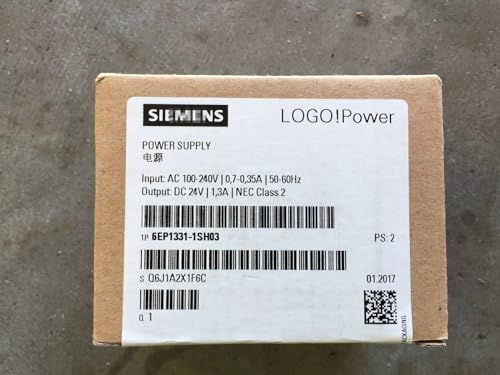 SIEMENS
LOGO!Power
POWER SUPPLY
电源
Input: AC 100-240V | 0,7-0,35A | 50-60Hz
Output: DC 24V | 1,3A | NEC Class 2
1P 6EP1331-1SH03
PS: 2
S Q6J1A2X1F6C
01.2017
Q 1
PACKAGING